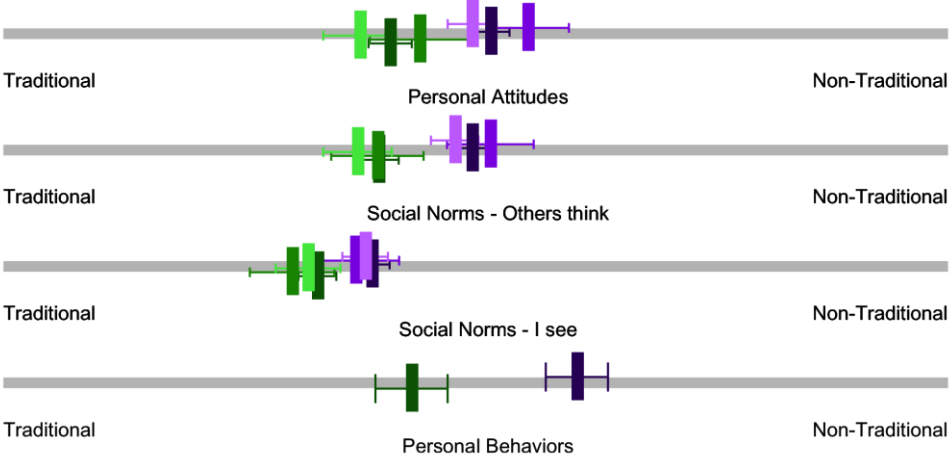 Traditional
Non-Traditional
Personal Attitudes
Traditional
Non-Traditional
Social Norms - Others think
Traditional
Non-Traditional
Social Norms - I see
Traditional
Non-Traditional
Personal Behaviors